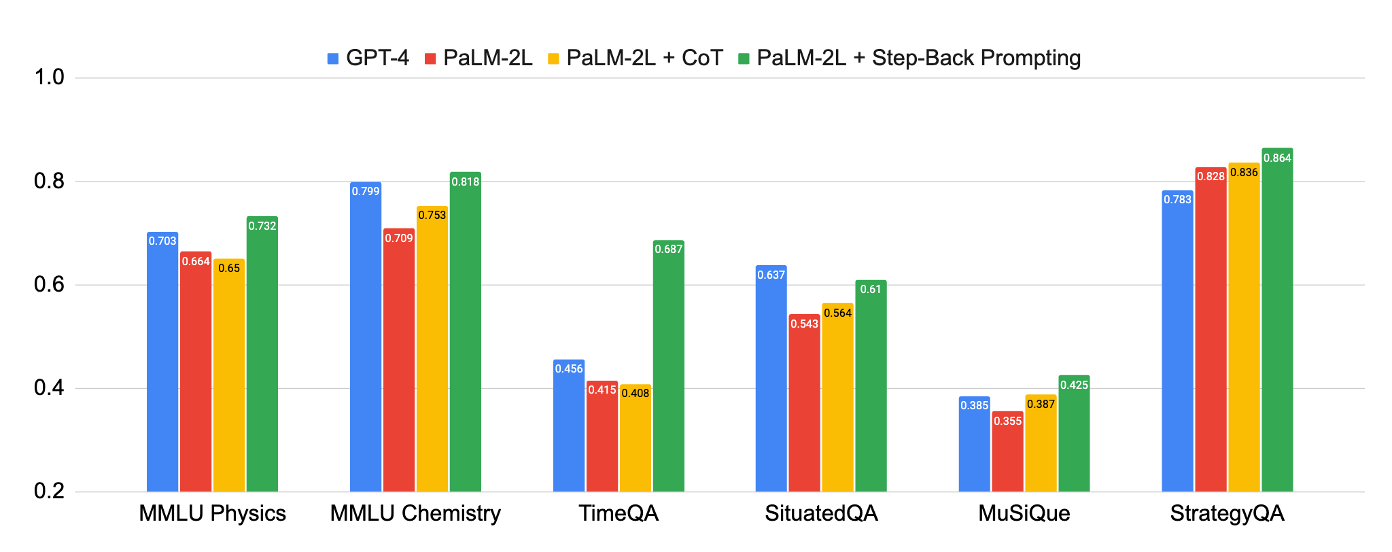 GPT-4 PaLM-2L PaLM-2L + CoT PaLM-2L + Step-Back Prompting
1.0
0.8
0.6
0.4
0.2
0.703 0.664 0.65 0.732
0.799 0.709 0.753 0.818
0.456 0.415 0.408 0.687
0.637 0.543 0.564 0.61
0.385 0.355 0.387 0.425
0.783 0.828 0.836 0.864
MMLU Physics MMLU Chemistry TimeQA SituatedQA MuSiQue StrategyQA